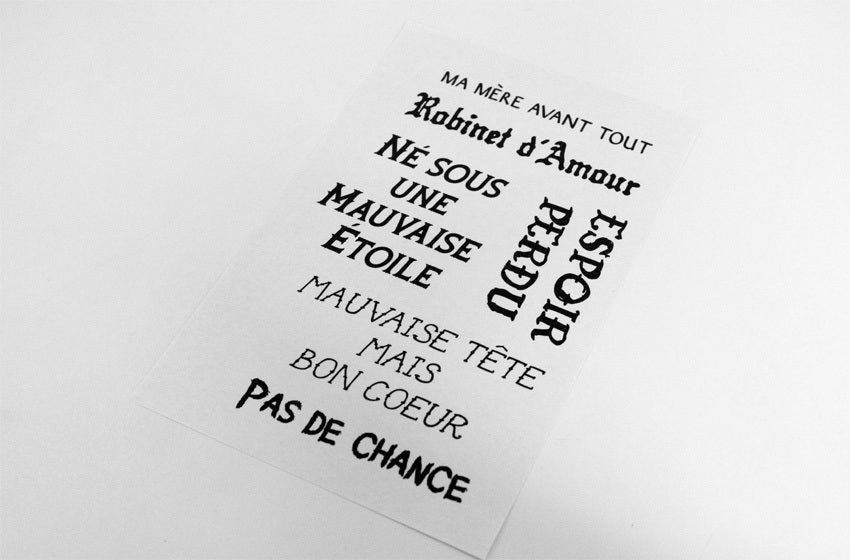 MA MÈRE AVANT TOUT
Robinet d'Amour
NÉ SOUS
UNE
MAUVAISE
ÉTOILE
ESPOIR
PERDU
MAUVAISE TÊTE
MAIS
BON COEUR
PAS DE CHANCE